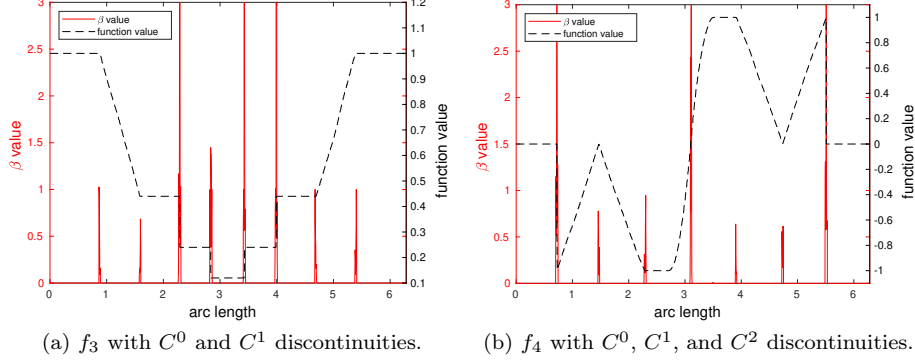 β value
function value
3
2.5
2
1.5
1
0.5
0
β value
1.2
1.1
1
0.9
0.8
0.7
0.6
0.5
0.4
0.3
0.2
0.1
function value
0 1 2 3 4 5 6
arc length
(a) f3 with C0 and C1 discontinuities.
β value
function value
3
2.5
2
1.5
1
0.5
0
β value
1
0.8
0.6
0.4
0.2
0
-0.2
-0.4
-0.6
-0.8
-1
function value
0 1 2 3 4 5 6
arc length
(b) f4 with C0, C1, and C2 discontinuities.